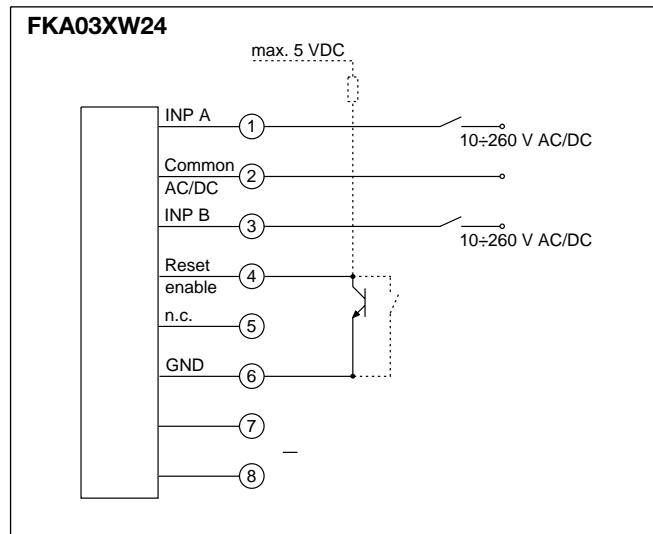 FKA03XW24
max. 5 VDC
INP A
1
10÷260 V AC/DC
Common
2
AC/DC
INP B
3
10÷260 V AC/DC
Reset
4
enable
n.c.
5
GND
6
7
8